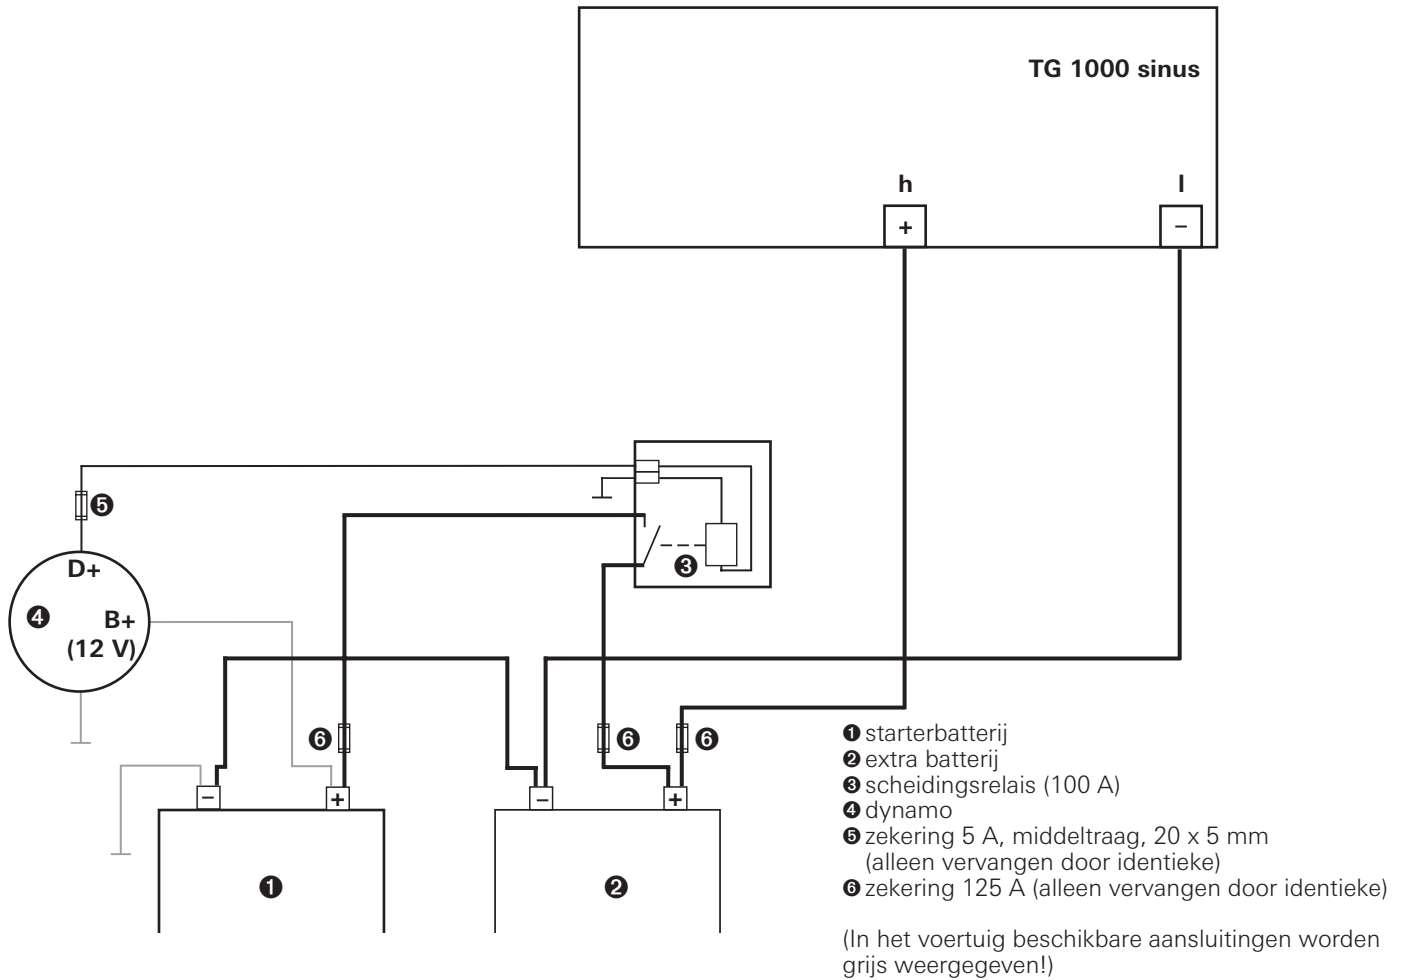 TG 1000 sinus
h
l
+
–
❺
D+
❸
❹ B+
(12 V)
❻
❻
❻
–
+
–
+
❶
❷
❶ starterbatterij
❷ extra batterij
❸ scheidingsrelais (100 A)
❹ dynamo
❺ zekering 5 A, middeltraag, 20 x 5 mm
(alleen vervangen door identieke)
❻ zekering 125 A (alleen vervangen door identieke)
(In het voertuig beschikbare aansluitingen worden
grijs weergegeven!)